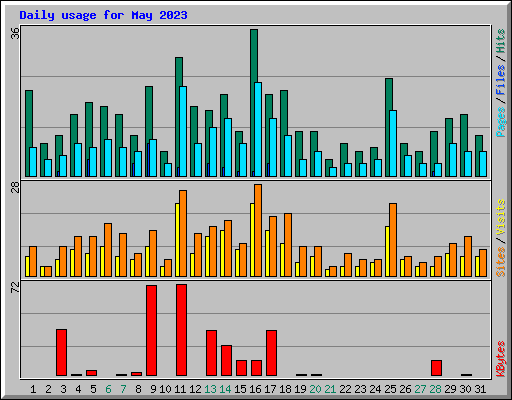 Daily usage for May 2023
36
Pages / Files / Hits
28
Sites / Visits
72
KBytes
1 2 3 4 5 6 7 8 9 10 11 12 13 14 15 16 17 18 19 20 21 22 23 24 25 26 27 28 29 30 31